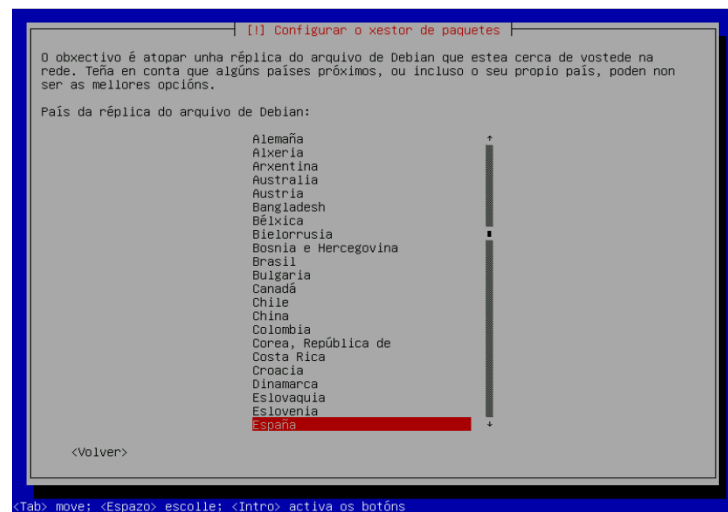 [!] Configurar o xestor de paquetes
O obxectivo é atopar unha réplica do arquivo de Debian que estea cerca de vostede na
rede. Teña en conta que algúns países próximos, ou incluso o seu propio país, poden non
ser as mellores opcións.
País da réplica do arquivo de Debian:
Alemaña
Alxeria
Arxentina
Australia
Austria
Bangladesh
Bélxica
Bielorrusia
Bosnia e Hercegovina
Brasil
Bulgaria
Canadá
Chile
China
Colombia
Corea, República de
Costa Rica
Croacia
Dinamarca
Eslovaquia
Eslovenia
España
<Volver>
<Tab> move; <Espazo> escolle; <Intro> activa os botóns